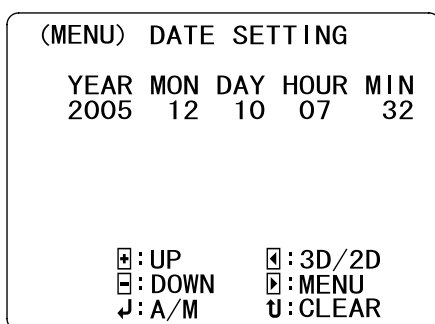 (MENU) DATE SETTING
YEAR MON DAY HOUR MIN
2005 12 10 07 32
+:UP ◀:3D/2D
-:DOWN ▶:MENU
↲:A/M ↺:CLEAR